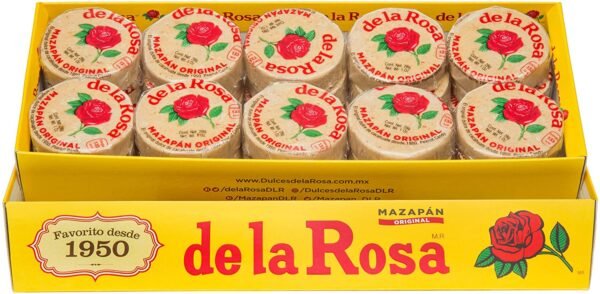 de la Rosa
MAZAPÁN ORIGINAL
de la Rosa
MAZAPÁN ORIGINAL
de la Rosa
MAZAPÁN ORIGINAL
de la Rosa
MAZAPÁN ORIGINAL
de la Rosa
MAZAPÁN ORIGINAL
de la Rosa
MAZAPÁN ORIGINAL
de la Rosa
MAZAPÁN ORIGINAL
de la Rosa
MAZAPÁN ORIGINAL
de la Rosa
MAZAPÁN ORIGINAL
de la Rosa
MAZAPÁN ORIGINAL
www.DulcesdelaRosa.com.mx
/delaRosaDLR /DulcesdelaRosaDLR
/MazapanDLR /Mazapan_DLR
Favorito desde
1950
de la Rosa
MAZAPÁN
ORIGINAL
M.R.